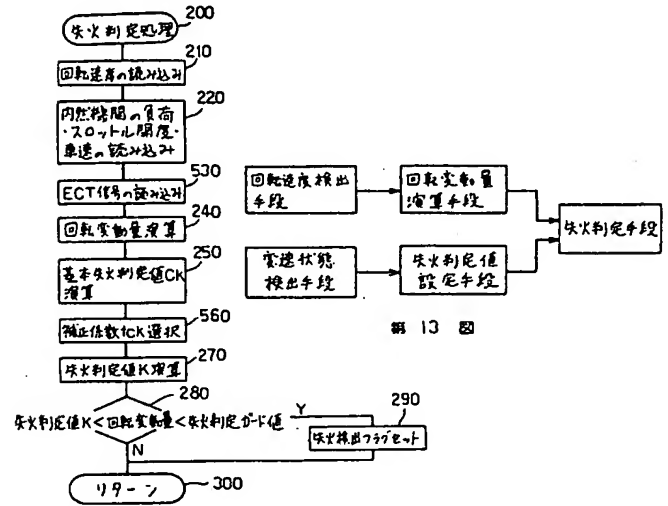 失火判定処理
200
210
回転速度の読み込み
220
内然機関の負荷
・スロットル開度・
車速の読み込み
530
ECT信号の読み込み
240
回転変動量演算
250
基本失火判定値CK
演算
560
補正係数fCK選択
270
失火判定値K演算
280
失火判定値K<回転変動量<失火判定ガード値
Y
290
失火検出フラグセット
N
リターン
300
回転速度検出
手段
回転変動量
演算手段
失火判定手段
変速状態
検出手段
失火判定値
設定手段
第 13 図